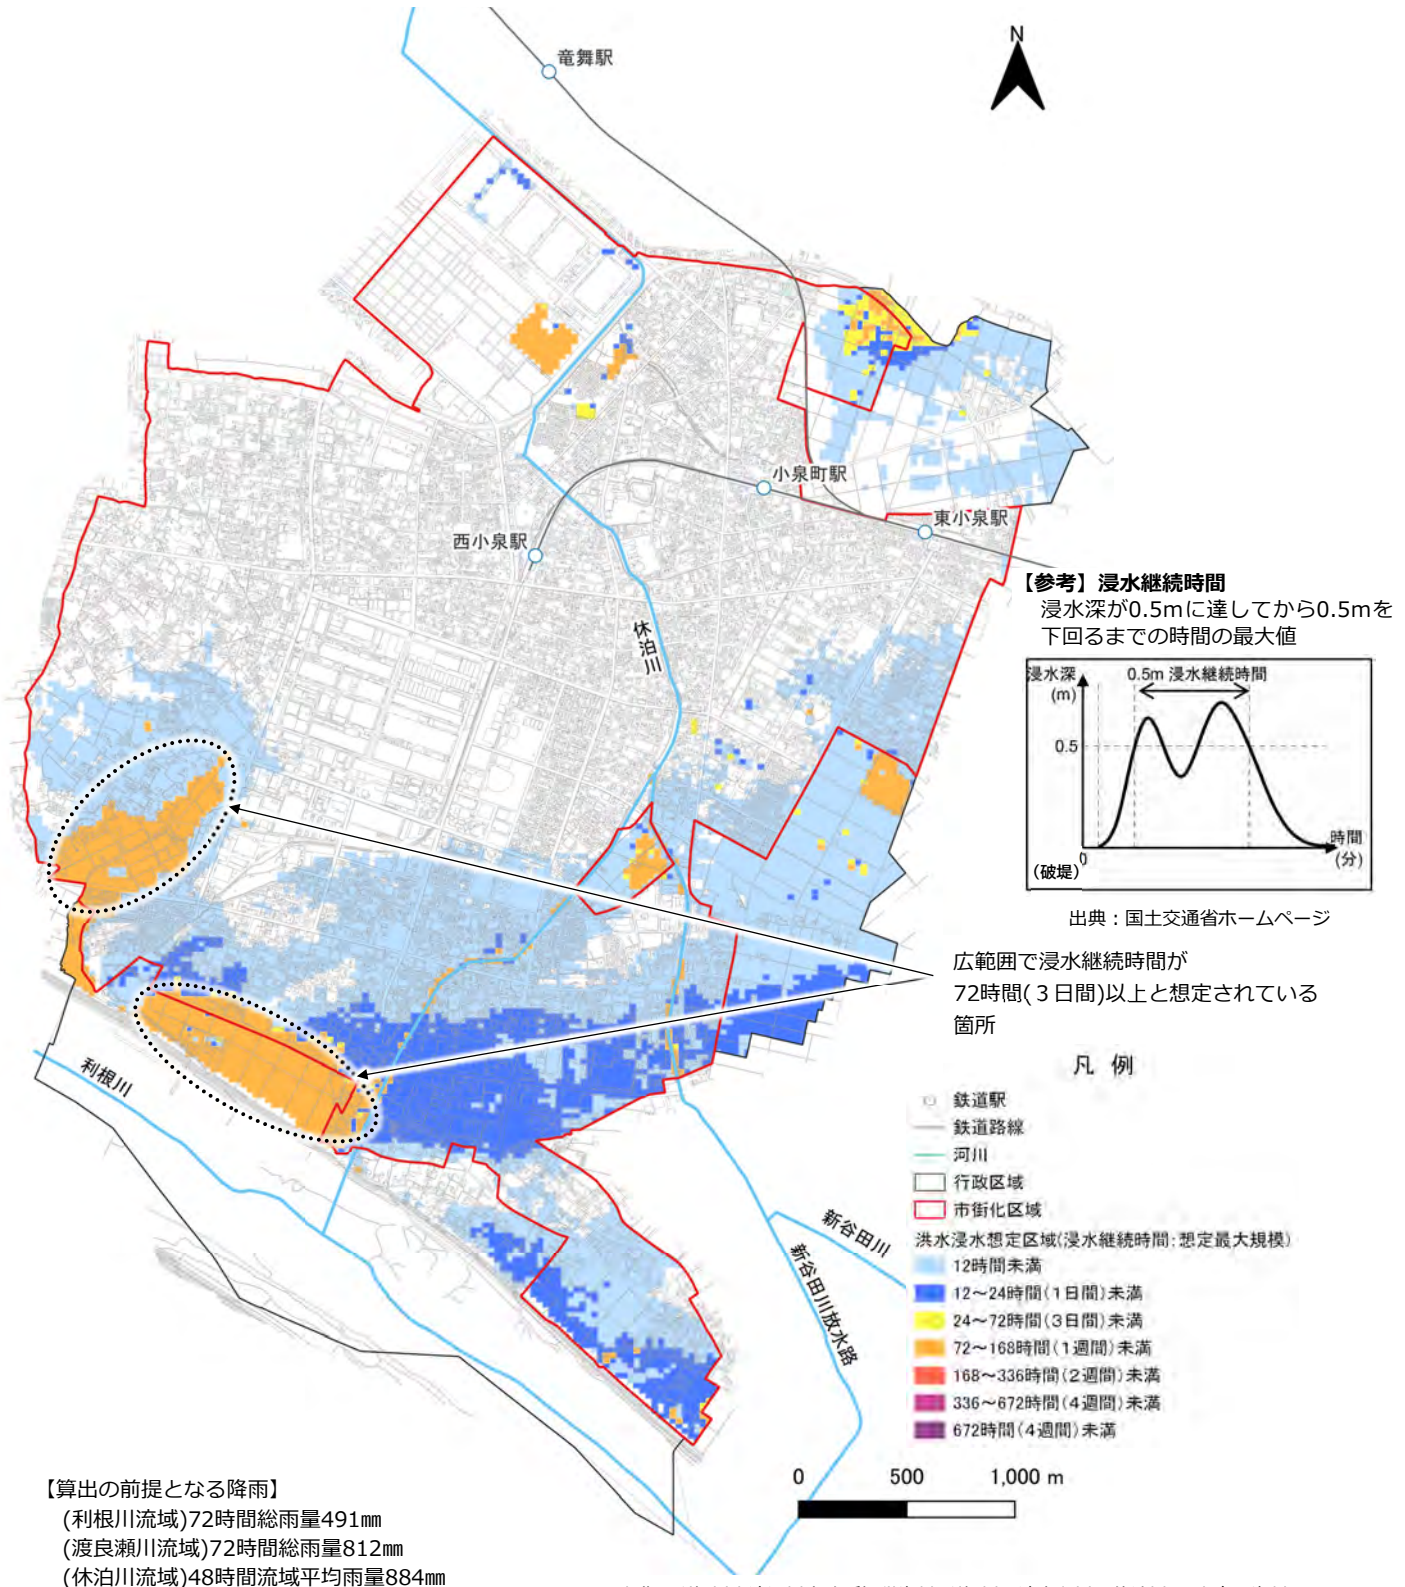 N
竜舞駅
小泉町駅
東小泉駅
西小泉駅
休泊川
【参考】浸水継続時間
浸水深が0.5mに達してから0.5mを
下回るまでの時間の最大値
浸水深
(m)
0.5m 浸水継続時間
0.5
0
(破堤)
時間
(分)
出典：国土交通省ホームページ
広範囲で浸水継続時間が
72時間(３日間)以上と想定されている
箇所
利根川
新谷田川
新谷田川放水路
凡 例
鉄道駅
鉄道路線
河川
行政区域
市街化区域
洪水浸水想定区域(浸水継続時間:想定最大規模)
12時間未満
12～24時間(1日間)未満
24～72時間(3日間)未満
72～168時間(1週間)未満
168～336時間(2週間)未満
336～672時間(4週間)未満
672時間(4週間)未満
0 500 1,000 m
【算出の前提となる降雨】
(利根川流域)72時間総雨量491㎜
(渡良瀬川流域)72時間総雨量812㎜
(休泊川流域)48時間流域平均雨量884㎜